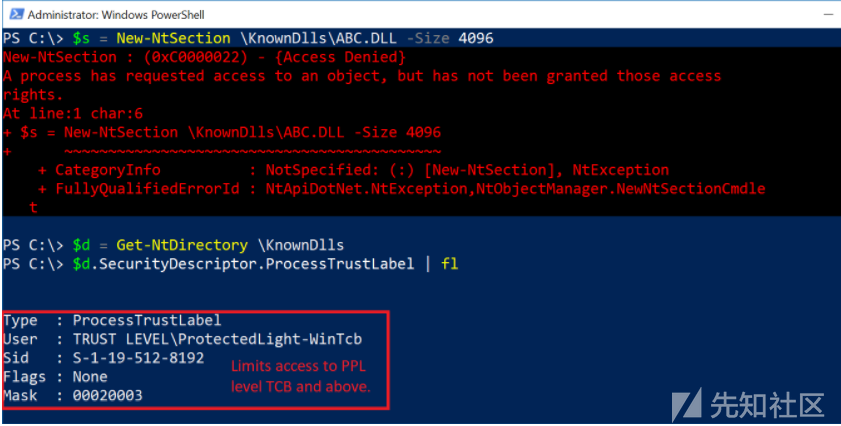 Administrator: Windows PowerShell
PS C:\> $s = New-NtSection \KnownDlls\ABC.DLL -Size 4096
New-NtSection : (0xC0000022) - {Access Denied}
A process has requested access to an object, but has not been granted those access
rights.
At line:1 char:6
+ $s = New-NtSection \KnownDlls\ABC.DLL -Size 4096
+      ~~~~~~~~~~~~~~~~~~~~~~~~~~~~~~~~~~~~~~~~~~~
    + CategoryInfo          : NotSpecified: (:) [New-NtSection], NtException
    + FullyQualifiedErrorId : NtApiDotNet.NtException,NtObjectManager.NewNtSectionCmdle
   t
PS C:\> $d = Get-NtDirectory \KnownDlls
PS C:\> $d.SecurityDescriptor.ProcessTrustLabel | fl
Type  : ProcessTrustLabel
User  : TRUST LEVEL\ProtectedLight-WinTcb
Sid   : S-1-19-512-8192
Flags : None
Mask  : 00020003
Limits access to PPL
level TCB and above.
先知社区